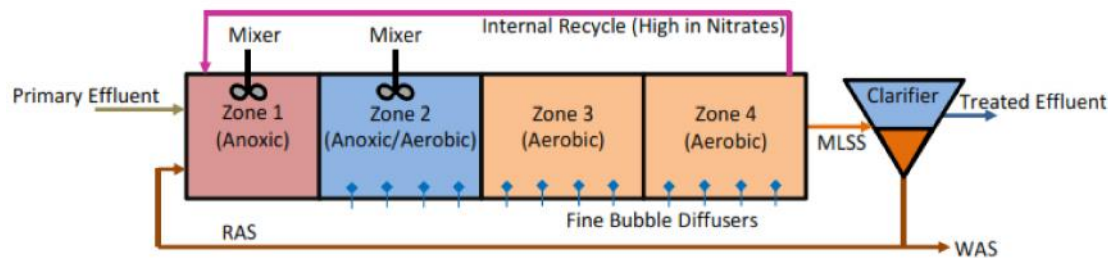 Internal Recycle (High in Nitrates)
Mixer
Mixer
Primary Effluent
Zone 1
(Anoxic)
Zone 2
(Anoxic/Aerobic)
Zone 3
(Aerobic)
Zone 4
(Aerobic)
Clarifier
Treated Effluent
MLSS
Fine Bubble Diffusers
RAS
WAS